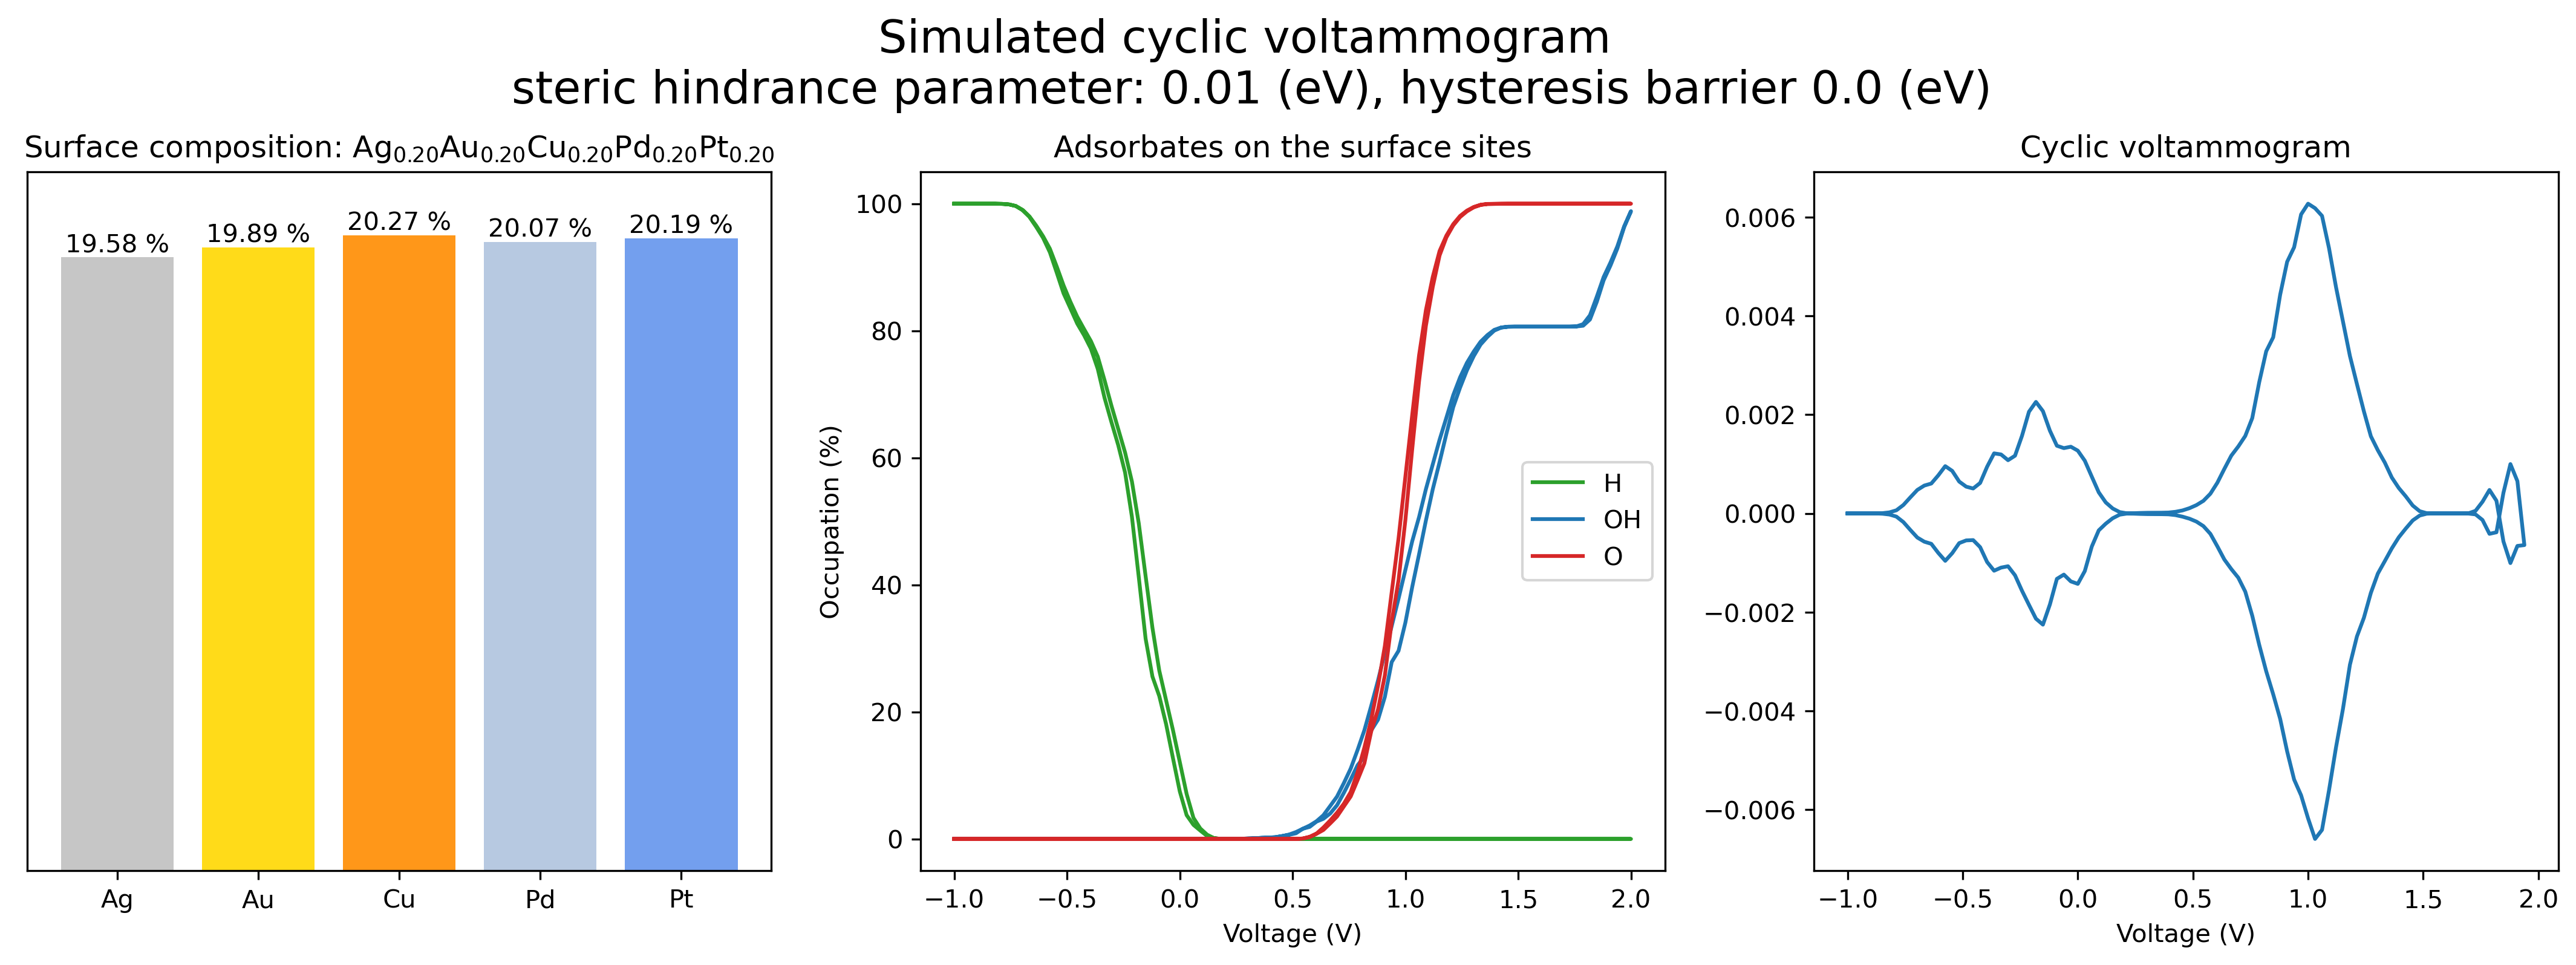 Simulated cyclic voltammogram
steric hindrance parameter: 0.01 (eV), hysteresis barrier 0.0 (eV)
Surface composition: Ag₀.₂₀Au₀.₂₀Cu₀.₂₀Pd₀.₂₀Pt₀.₂₀
19.58 %
19.89 %
20.27 %
20.07 %
20.19 %
Ag
Au
Cu
Pd
Pt
Adsorbates on the surface sites
Occupation (%)
100
80
60
40
20
0
H
OH
O
−1.0
−0.5
0.0
0.5
1.0
1.5
2.0
Voltage (V)
Cyclic voltammogram
0.006
0.004
0.002
0.000
−0.002
−0.004
−0.006
−1.0
−0.5
0.0
0.5
1.0
1.5
2.0
Voltage (V)